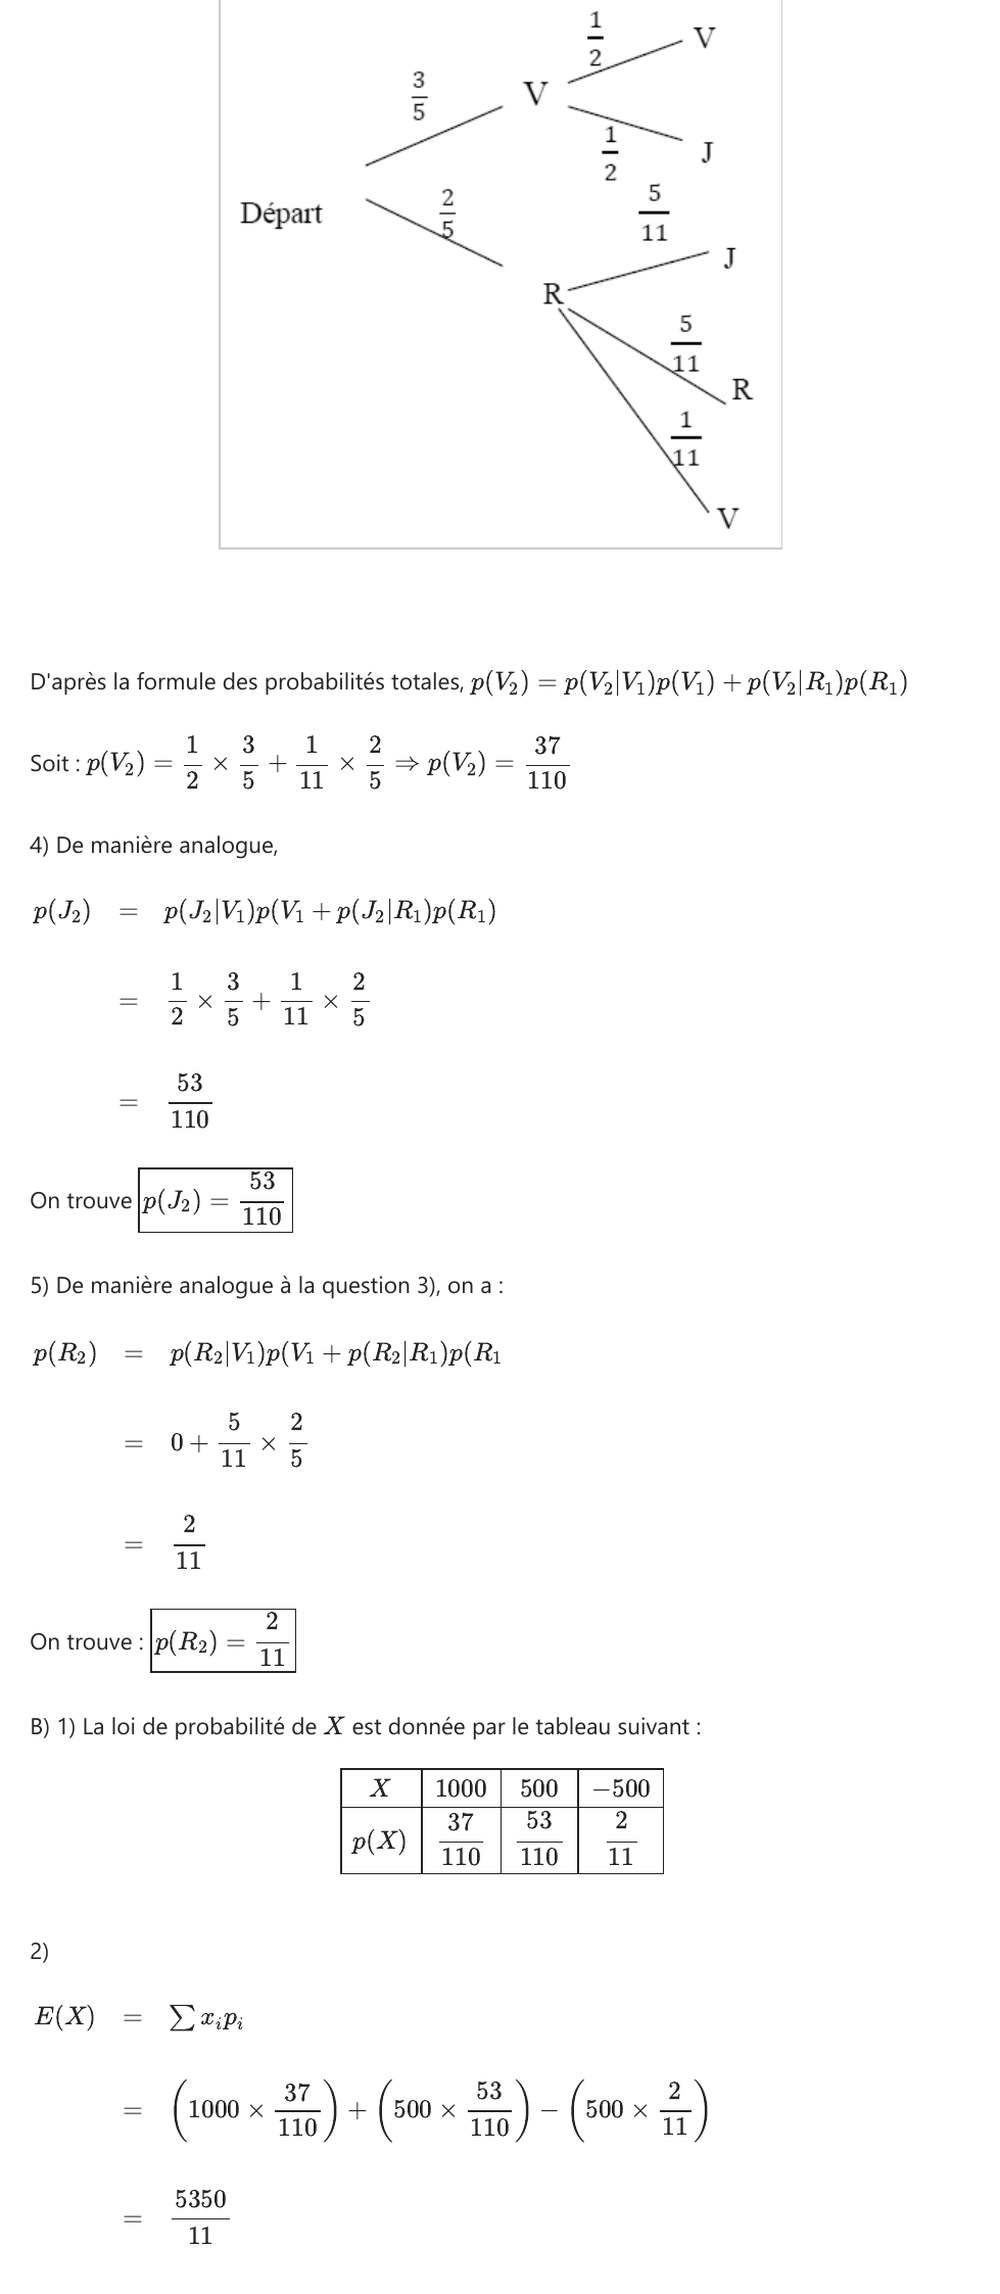 1/2
V
3/5
V
1/2
J
Départ
2/5
5/11
J
R
5/11
R
1/11
V
D'après la formule des probabilités totales, p(V₂) = p(V₂|V₁)p(V₁) + p(V₂|R₁)p(R₁)
Soit : p(V₂) = 1/2 × 3/5 + 1/11 × 2/5 ⇒ p(V₂) = 37/110
4) De manière analogue,
p(J₂) = p(J₂|V₁)p(V₁ + p(J₂|R₁)p(R₁)
= 1/2 × 3/5 + 1/11 × 2/5
= 53/110
On trouve p(J₂) = 53/110
5) De manière analogue à la question 3), on a :
p(R₂) = p(R₂|V₁)p(V₁ + p(R₂|R₁)p(R₁
= 0 + 5/11 × 2/5
= 2/11
On trouve : p(R₂) = 2/11
B) 1) La loi de probabilité de X est donnée par le tableau suivant :
X 1000 500 −500
p(X) 37/110 53/110 2/11
2)
E(X) = ∑ xᵢpᵢ
= (1000 × 37/110) + (500 × 53/110) − (500 × 2/11)
= 5350/11